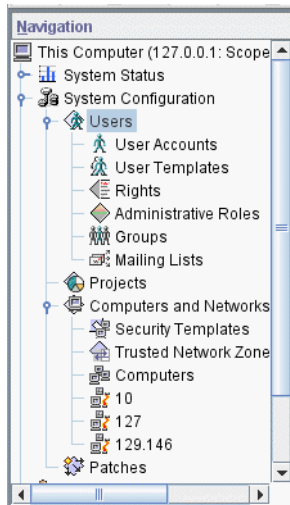 Navigation
This Computer (127.0.0.1: Scope
System Status
System Configuration
Users
User Accounts
User Templates
Rights
Administrative Roles
Groups
Mailing Lists
Projects
Computers and Networks
Security Templates
Trusted Network Zone
Computers
10
127
129.146
Patches